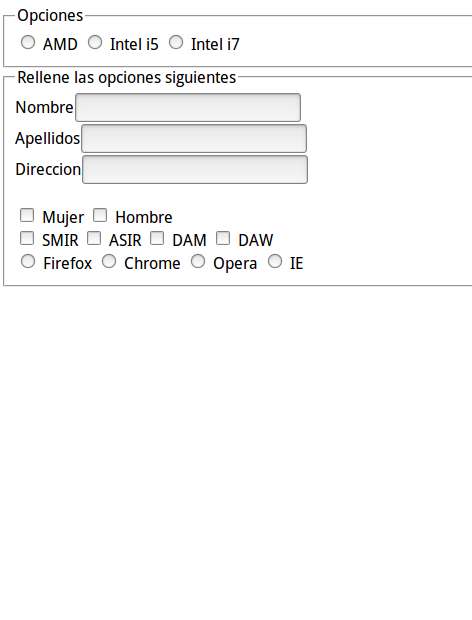 Opciones
AMD Intel i5 Intel i7
Rellene las opciones siguientes
Nombre
Apellidos
Direccion
Mujer Hombre
SMIR ASIR DAM DAW
Firefox Chrome Opera IE